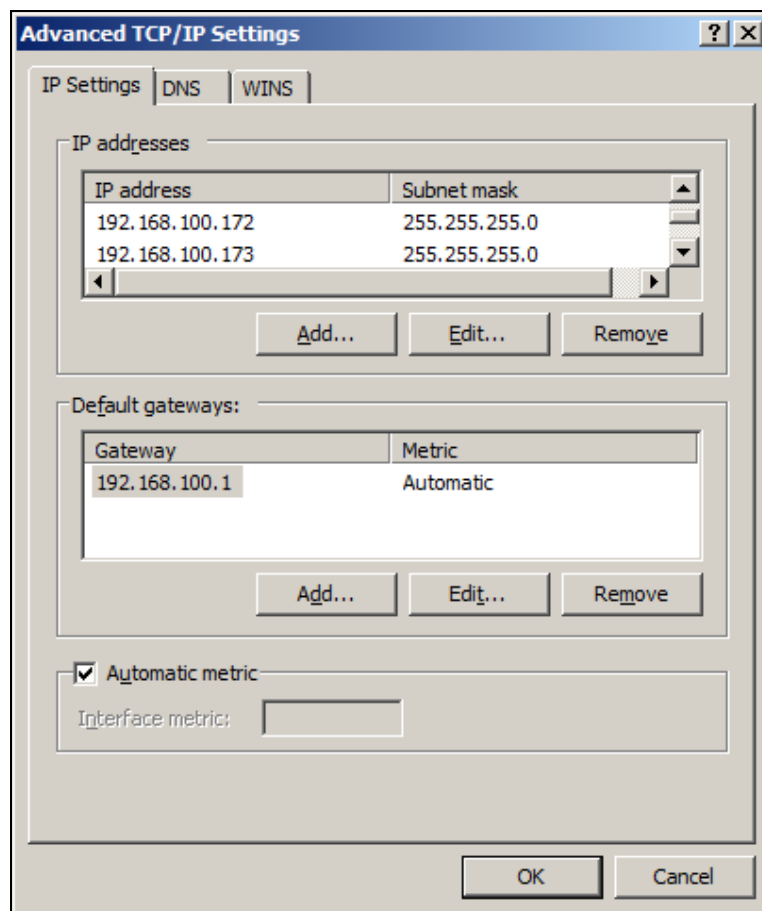 Advanced TCP/IP Settings
IP Settings DNS WINS
IP addresses
IP address Subnet mask
192.168.100.172 255.255.255.0
192.168.100.173 255.255.255.0
Add... Edit... Remove
Default gateways:
Gateway Metric
192.168.100.1 Automatic
Add... Edit... Remove
Automatic metric
Interface metric:
OK Cancel